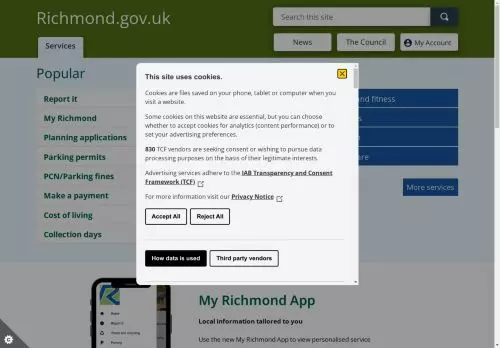 Richmond.gov.uk
Search this site
Services
News
The Council
My Account
Popular
Report it
My Richmond
Planning applications
Parking permits
PCN/Parking fines
Make a payment
Cost of living
Collection days
and fitness
More services
This site uses cookies.
Cookies are files saved on your phone, tablet or computer when you
visit a website.
Some cookies on this website are essential, but you can choose
whether to accept cookies for analytics (content performance) or to
set your advertising preferences.
830 TCF vendors are seeking consent or wishing to pursue data
processing purposes on the basis of their legitimate interests.
Advertising services adhere to the IAB Transparency and Consent
Framework (TCF)
For more information visit our Privacy Notice
Accept All
Reject All
How data is used
Third party vendors
Home
Report it
Parking
My Richmond App
Local information tailored to you
Use the new My Richmond App to view personalised service